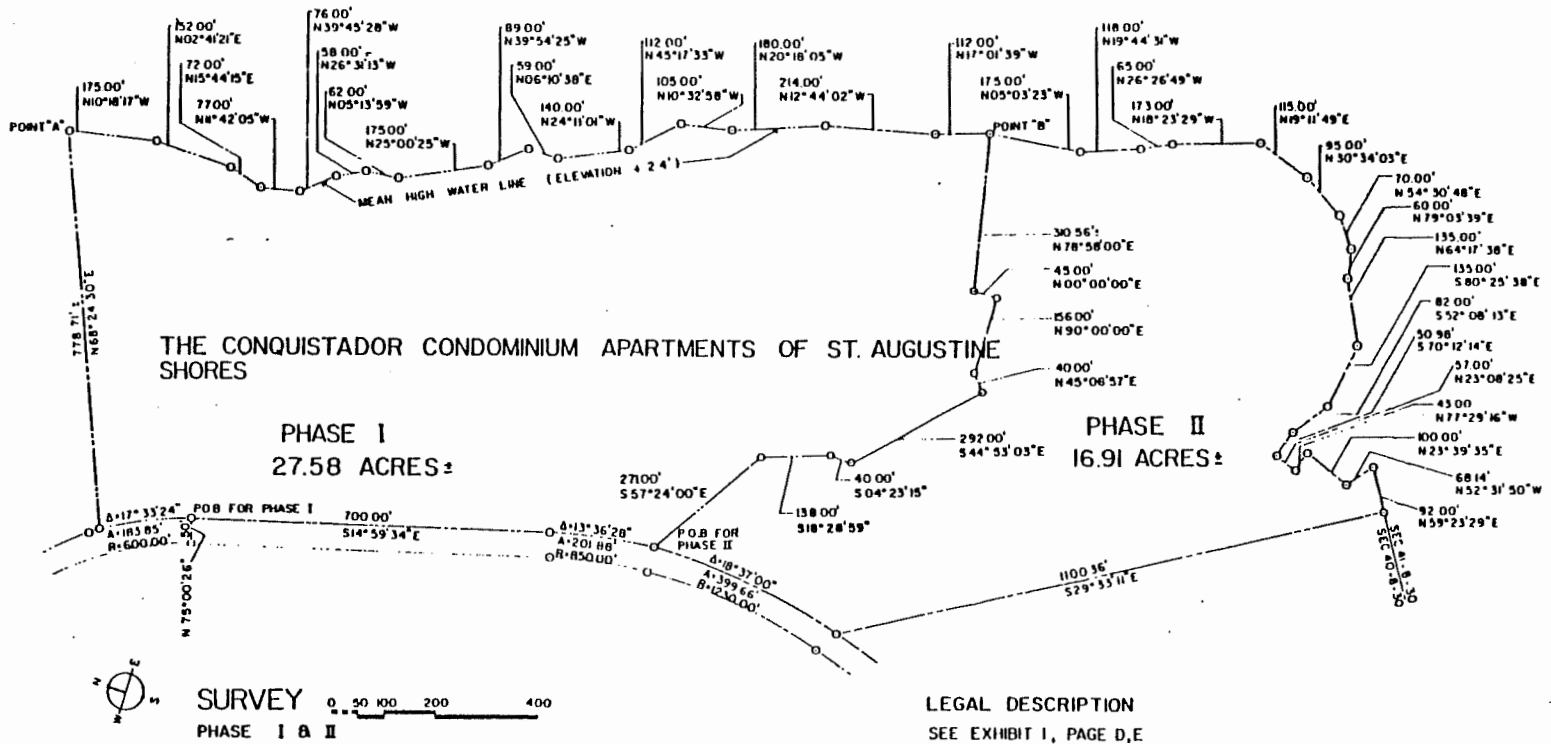 175.00'
N10°18'17"W
POINT "A"
152.00'
N02°41'21"E
72.00'
N15°44'15"E
77.00'
N11°42'05"W
76.00'
N39°45'28"W
58.00'
N26°31'13"W
62.00'
N05°13'59"W
175.00'
N25°00'25"W
89.00'
N39°54'25"W
59.00'
N06°10'38"E
140.00'
N24°11'01"W
112.00'
N45°17'33"W
105.00'
N10°32'58"W
180.00'
N20°18'05"W
214.00'
N12°44'02"W
112.00'
N17°01'39"W
POINT "B"
175.00'
N05°03'23"W
118.00'
N19°44'31"W
65.00'
N26°26'49"W
173.00'
N18°23'29"W
115.00'
N19°11'49"E
95.00'
N30°34'03"E
70.00'
N54°30'48"E
60.00'
N79°03'39"E
135.00'
N64°17'38"E
135.00'
S80°25'38"E
82.00'
S52°08'13"E
50.98'
S70°12'14"E
57.00'
N23°08'25"E
43.00
N77°29'16"W
100.00'
N23°39'35"E
68.14'
N52°31'50"W
92.00'
N59°23'29"E
SEC 41-8-30
SEC 40-8-30
MEAN HIGH WATER LINE (ELEVATION + 2.4')
310.56'±
N78°58'00"E
45.00'
N00°00'00"E
156.00'
N90°00'00"E
40.00'
N45°06'57"E
292.00'
S44°53'03"E
40.00'
S04°23'15"
138.00'
S18°28'59"
271.00'
S57°24'00"E
778.71'±
N68°24'30"E
THE CONQUISTADOR CONDOMINIUM APARTMENTS OF ST. AUGUSTINE
SHORES
PHASE I
27.58 ACRES±
PHASE II
16.91 ACRES±
Δ=17°33'24"
A=183.85'
R=600.00'
P.O.B FOR PHASE I
50'
N 75°00'26"W
700.00'
S14°59'34"E
Δ=13°36'28"
A=201.88'
R=850.00'
P.O.B FOR
PHASE II
Δ=18°37'00"
A=399.66'
R=1230.00'
1100.36'
S29°33'11"E
N
E
S
W
SURVEY
0 50 100 200 400
PHASE I & II
LEGAL DESCRIPTION
SEE EXHIBIT 1, PAGE D,E